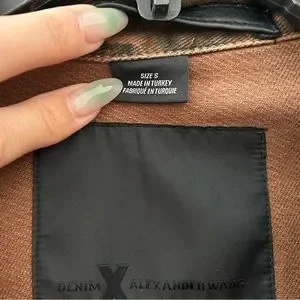 SIZE S
MADE IN TURKEY
FABRIQUÉ EN TURQUIE
DENIM X ALEXANDER WANG